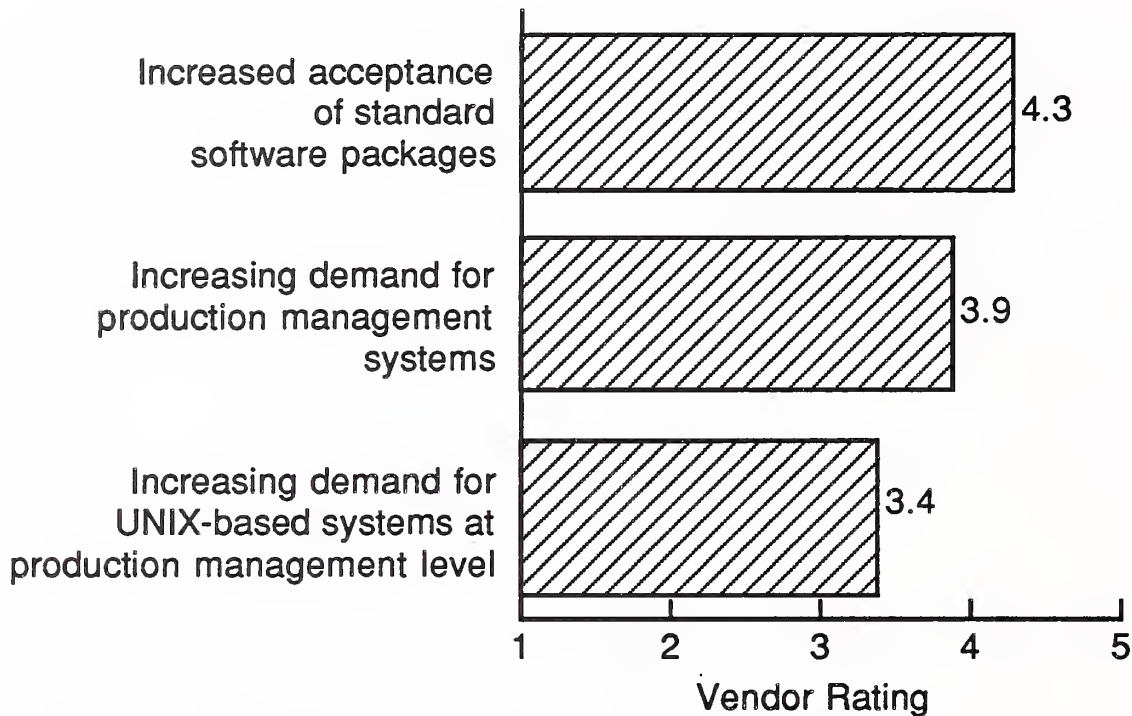 Increased acceptance
of standard
software packages
4.3
Increasing demand for
production management
systems
3.9
Increasing demand for
UNIX-based systems at
production management level
3.4
1 2 3 4 5
Vendor Rating